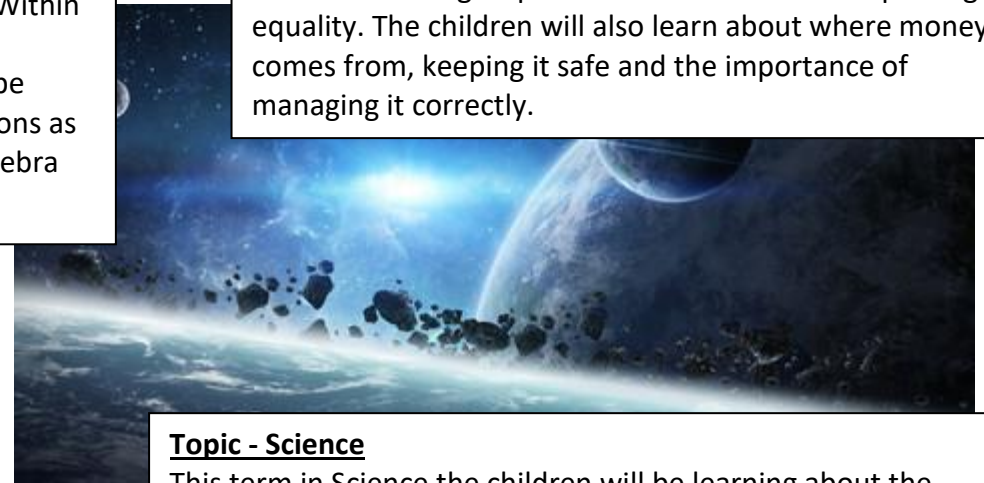 Within
be
ons as
ebra
equality. The children will also learn about where money
comes from, keeping it safe and the importance of
managing it correctly.
Topic - Science
This term in Science the children will be learning about the